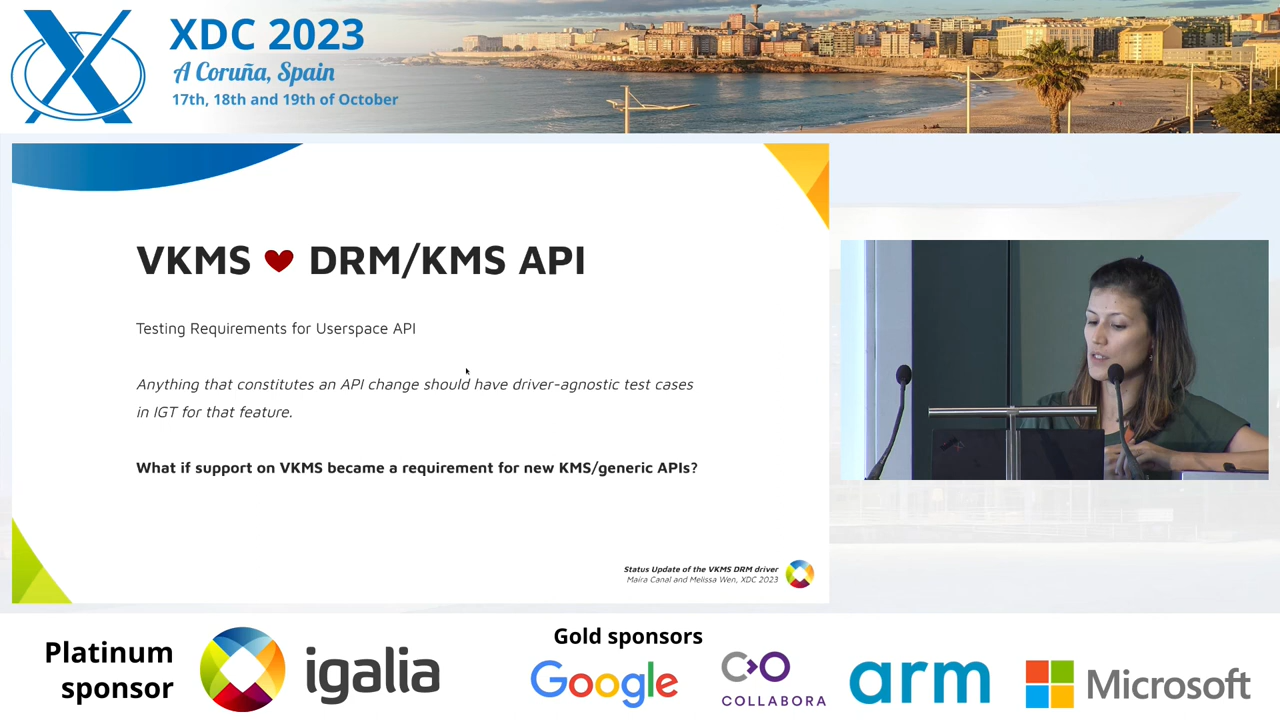 XDC 2023
A Coruña, Spain
17th, 18th and 19th of October
VKMS ❤ DRM/KMS API
Testing Requirements for Userspace API
Anything that constitutes an API change should have driver-agnostic test cases
in IGT for that feature.
What if support on VKMS became a requirement for new KMS/generic APIs?
Status Update of the VKMS DRM driver
Maíra Canal and Melissa Wen, XDC 2023
Platinum
sponsor
igalia
Gold sponsors
Google
COLLABORA
arm
Microsoft